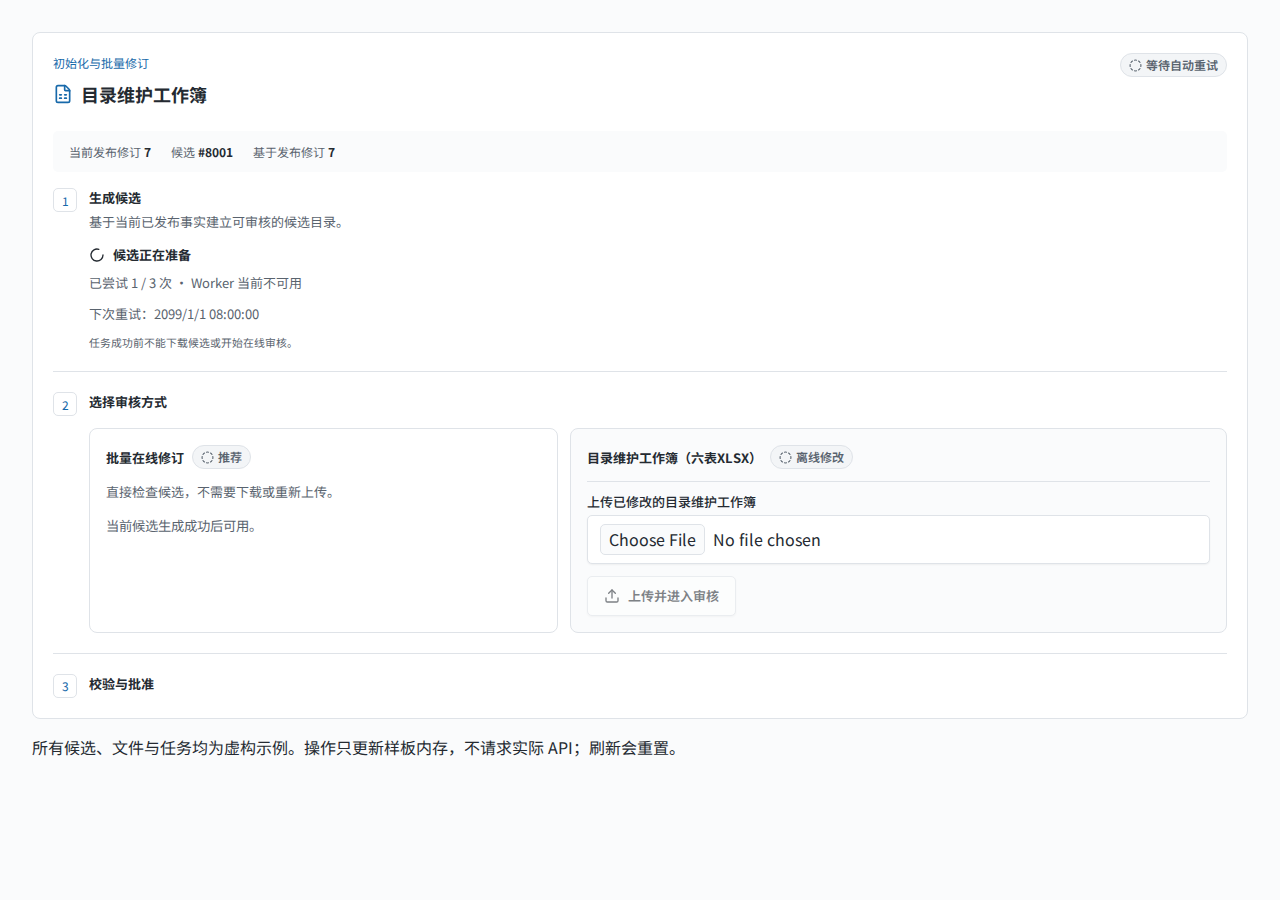 初始化与批量修订
等待自动重试
目录维护工作簿
当前发布修订 7 候选 #8001 基于发布修订 7
1 生成候选
基于当前已发布事实建立可审核的候选目录。
候选正在准备
已尝试 1 / 3 次 · Worker 当前不可用
下次重试：2099/1/1 08:00:00
任务成功前不能下载候选或开始在线审核。
2 选择审核方式
批量在线修订 推荐
直接检查候选，不需要下载或重新上传。
当前候选生成成功后可用。
目录维护工作簿（六表XLSX） 离线修改
上传已修改的目录维护工作簿
Choose File No file chosen
上传并进入审核
3 校验与批准
所有候选、文件与任务均为虚构示例。操作只更新样板内存，不请求实际 API；刷新会重置。